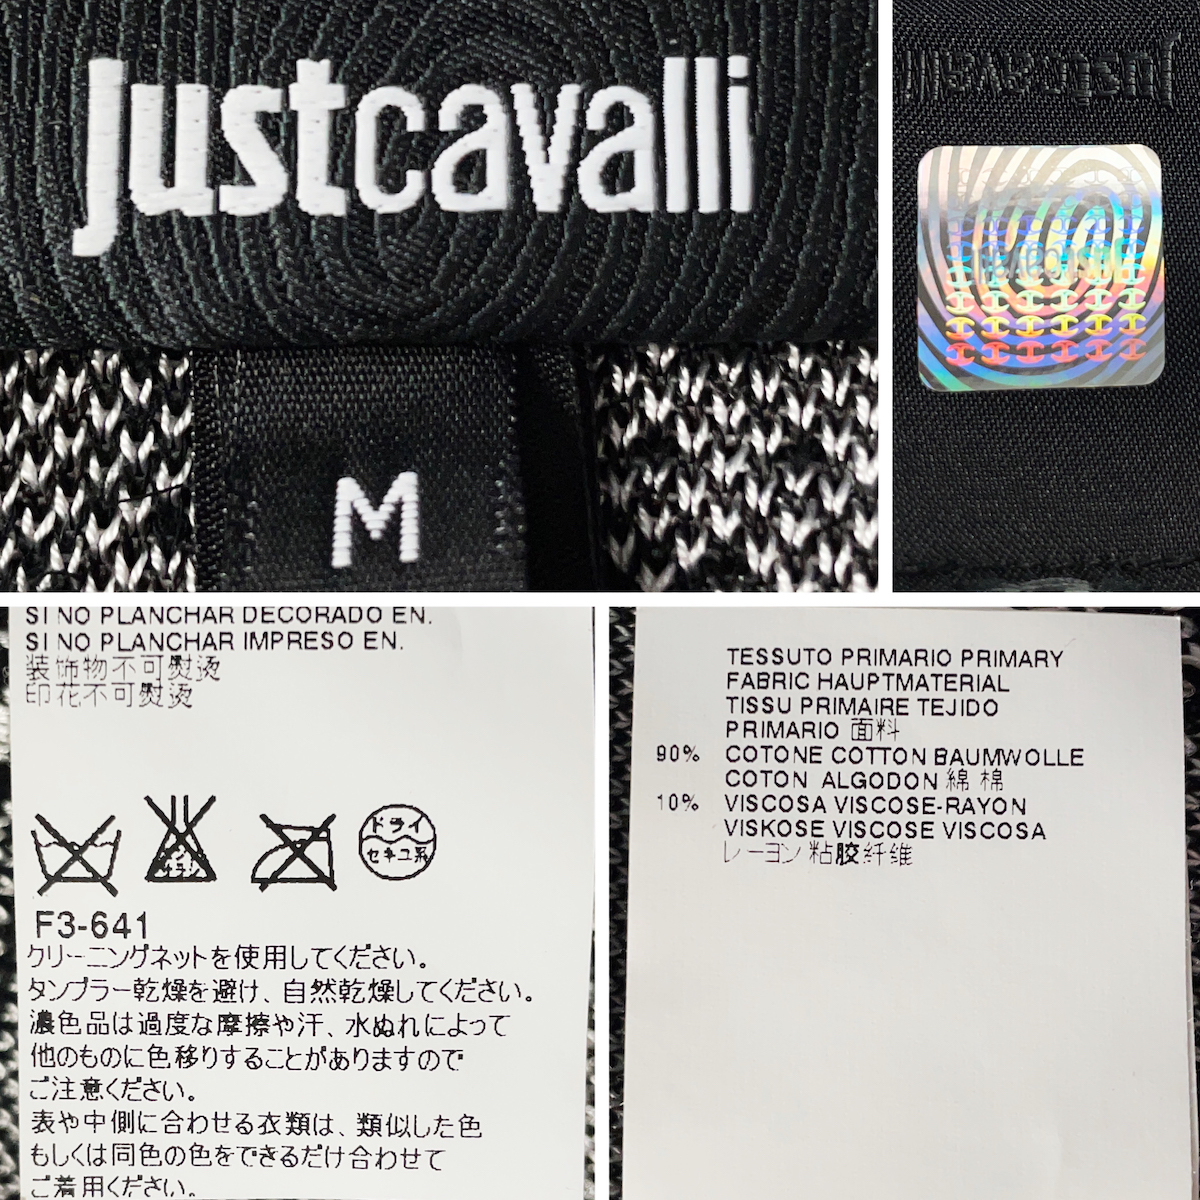 justcavalli
M
SI NO PLANCHAR DECORADO EN.
SI NO PLANCHAR IMPRESO EN.
装饰物不可熨烫
印花不可熨烫
ドライ
セキユ系
F3-641
クリーニングネットを使用してください。
タンブラー乾燥を避け、自然乾燥してください。
濃色品は過度な摩擦や汗、水ぬれによって
他のものに色移りすることがありますので
ご注意ください。
表や中側に合わせる衣類は、類似した色
もしくは同色の色をできるだけ合わせて
ご着用ください。
TESSUTO PRIMARIO PRIMARY
FABRIC HAUPTMATERIAL
TISSU PRIMAIRE TEJIDO
PRIMARIO 面料
90% COTONE COTTON BAUMWOLLE
COTON ALGODON 綿 棉
10% VISCOSA VISCOSE-RAYON
VISKOSE VISCOSE VISCOSA
レーヨン 粘胶纤维